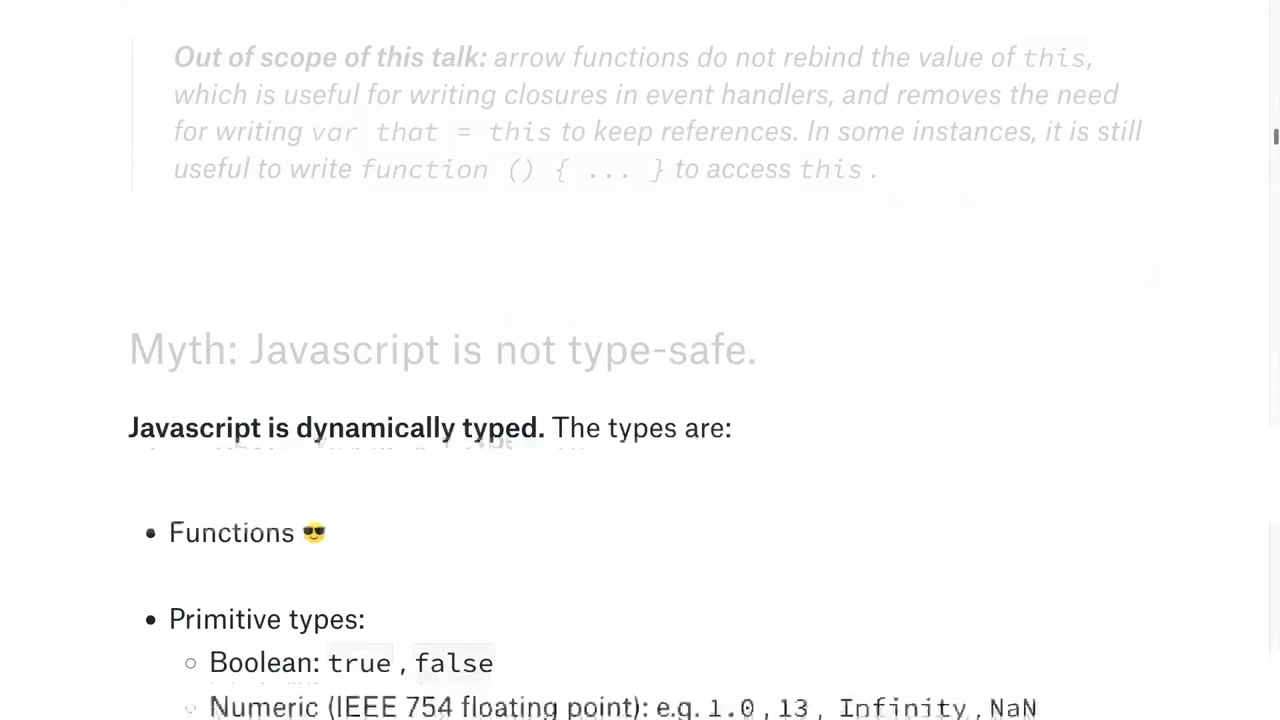 Out of scope of this talk: arrow functions do not rebind the value of this,
which is useful for writing closures in event handlers, and removes the need
for writing var that = this to keep references. In some instances, it is still
useful to write function () { ... } to access this.
Myth: Javascript is not type-safe.
Javascript is dynamically typed. The types are:
• Functions 😎
• Primitive types:
○ Boolean: true, false
○ Numeric (IEEE 754 floating point): e.g. 1.0, 13, Infinity, NaN